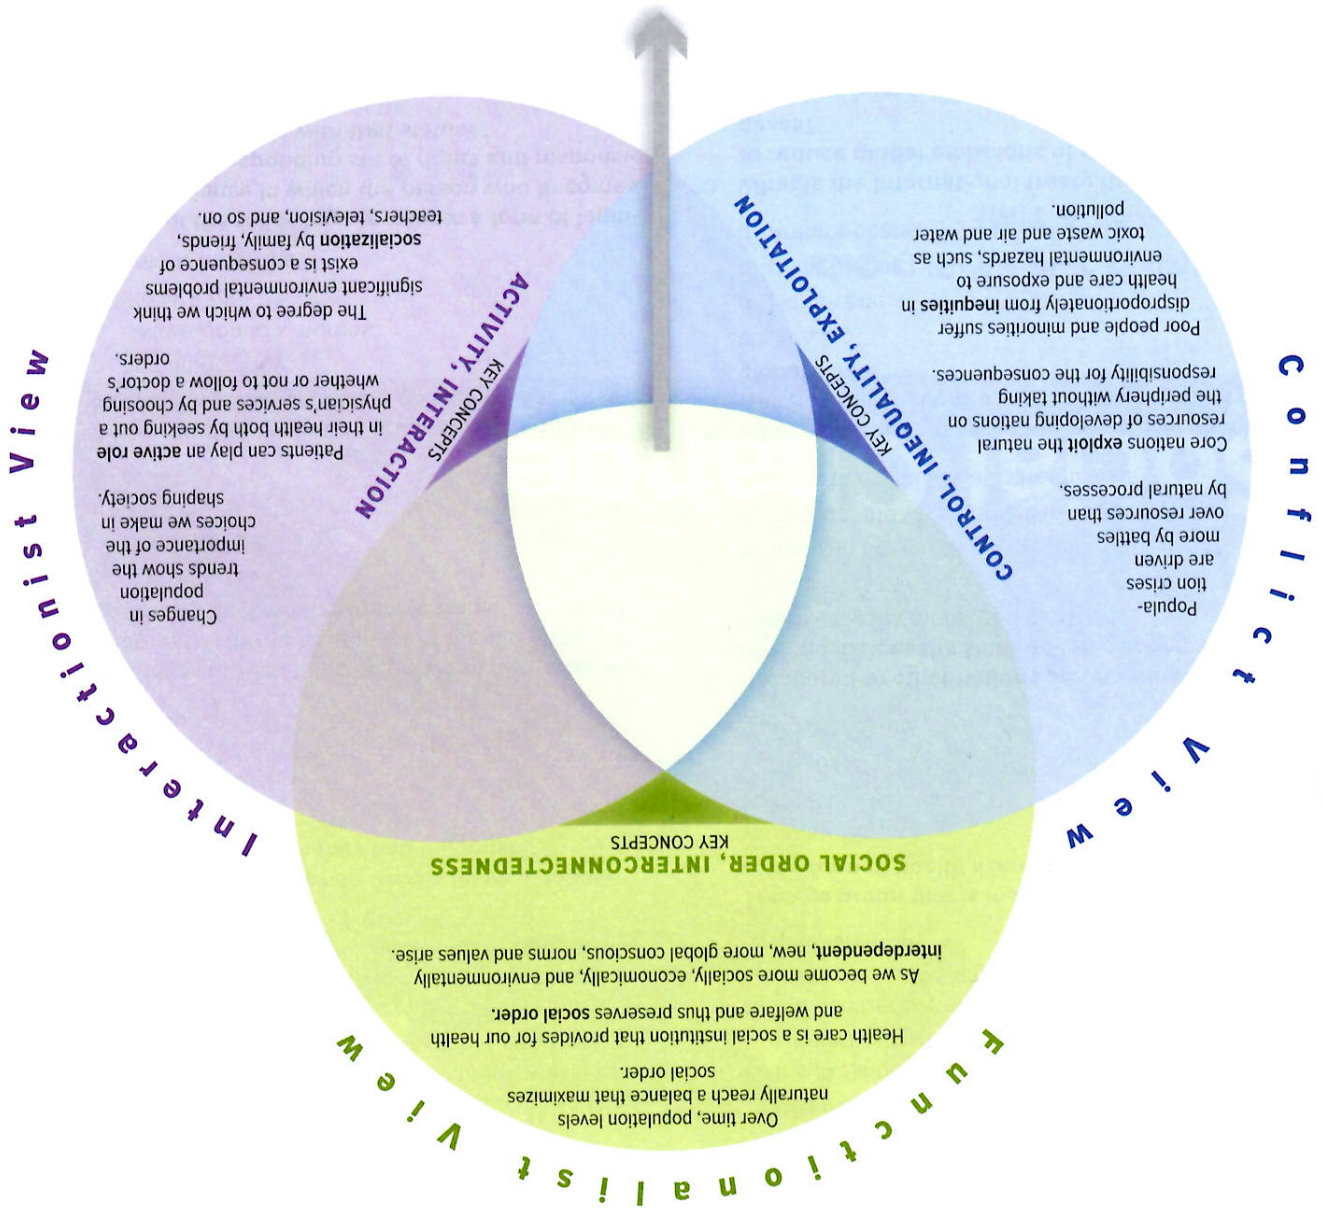 Functionalist View
Over time, population levels
naturally reach a balance that maximizes
social order.
Health care is a social institution that provides for our health
and welfare and thus preserves social order.
As we become more socially, economically, and environmentally
interdependent, new, more global conscious, norms and values arise.
SOCIAL ORDER, INTERCONNECTEDNESS
KEY CONCEPTS
Conflict View
Popula-
tion crises
are driven
more by battles
over resources than
by natural processes.
Core nations exploit the natural
resources of developing nations on
the periphery without taking
responsibility for the consequences.
Poor people and minorities suffer
disproportionately from inequities in
health care and exposure to
environmental hazards, such as
toxic waste and air and water
pollution.
CONTROL, INEQUALITY, EXPLOITATION
KEY CONCEPTS
Interactionist View
Changes in
population
trends show the
importance of the
choices we make in
shaping society.
Patients can play an active role
in their health both by seeking out a
physician's services and by choosing
whether or not to follow a doctor's
orders.
The degree to which we think
significant environmental problems
exist is a consequence of
socialization by family, friends,
teachers, television, and so on.
ACTIVITY, INTERACTION
KEY CONCEPTS